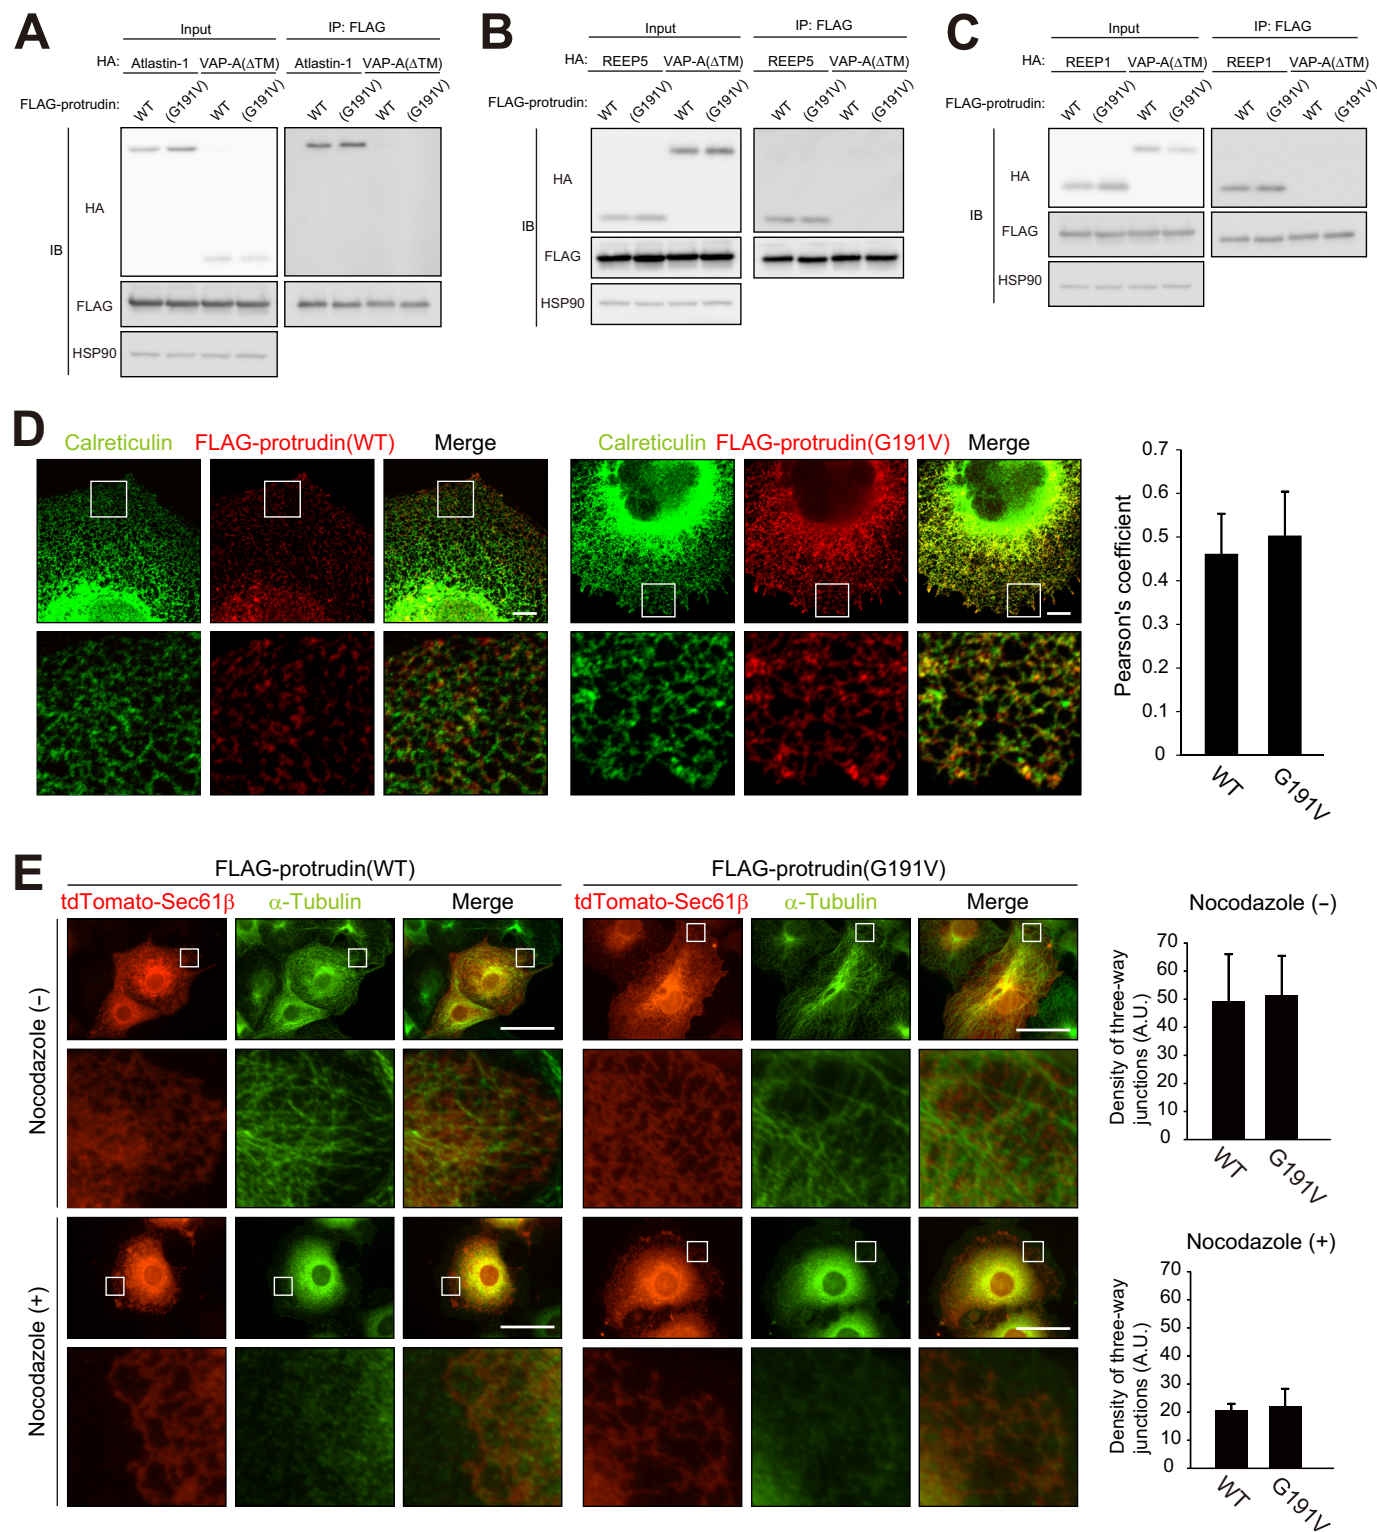 A
Input
IP: FLAG
HA:
Atlastin-1
VAP-A(ΔTM)
Atlastin-1
VAP-A(ΔTM)
FLAG-protrudin:
WT
(G191V)
WT
(G191V)
WT
(G191V)
WT
(G191V)
IB
HA
FLAG
HSP90
B
Input
IP: FLAG
HA:
REEP5
VAP-A(ΔTM)
REEP5
VAP-A(ΔTM)
FLAG-protrudin:
WT
(G191V)
WT
(G191V)
WT
(G191V)
WT
(G191V)
IB
HA
FLAG
HSP90
C
Input
IP: FLAG
HA:
REEP1
VAP-A(ΔTM)
REEP1
VAP-A(ΔTM)
FLAG-protrudin:
WT
(G191V)
WT
(G191V)
WT
(G191V)
WT
(G191V)
IB
HA
FLAG
HSP90
D
Calreticulin
FLAG-protrudin(WT)
Merge
Calreticulin
FLAG-protrudin(G191V)
Merge
Pearson's coefficient
0.7
0.6
0.5
0.4
0.3
0.2
0.1
0
WT
G191V
E
FLAG-protrudin(WT)
FLAG-protrudin(G191V)
tdTomato-Sec61β
α-Tubulin
Merge
tdTomato-Sec61β
α-Tubulin
Merge
Nocodazole (−)
Nocodazole (+)
Nocodazole (−)
Density of three-way
junctions (A.U.)
70
60
50
40
30
20
10
0
WT
G191V
Nocodazole (+)
Density of three-way
junctions (A.U.)
70
60
50
40
30
20
10
0
WT
G191V